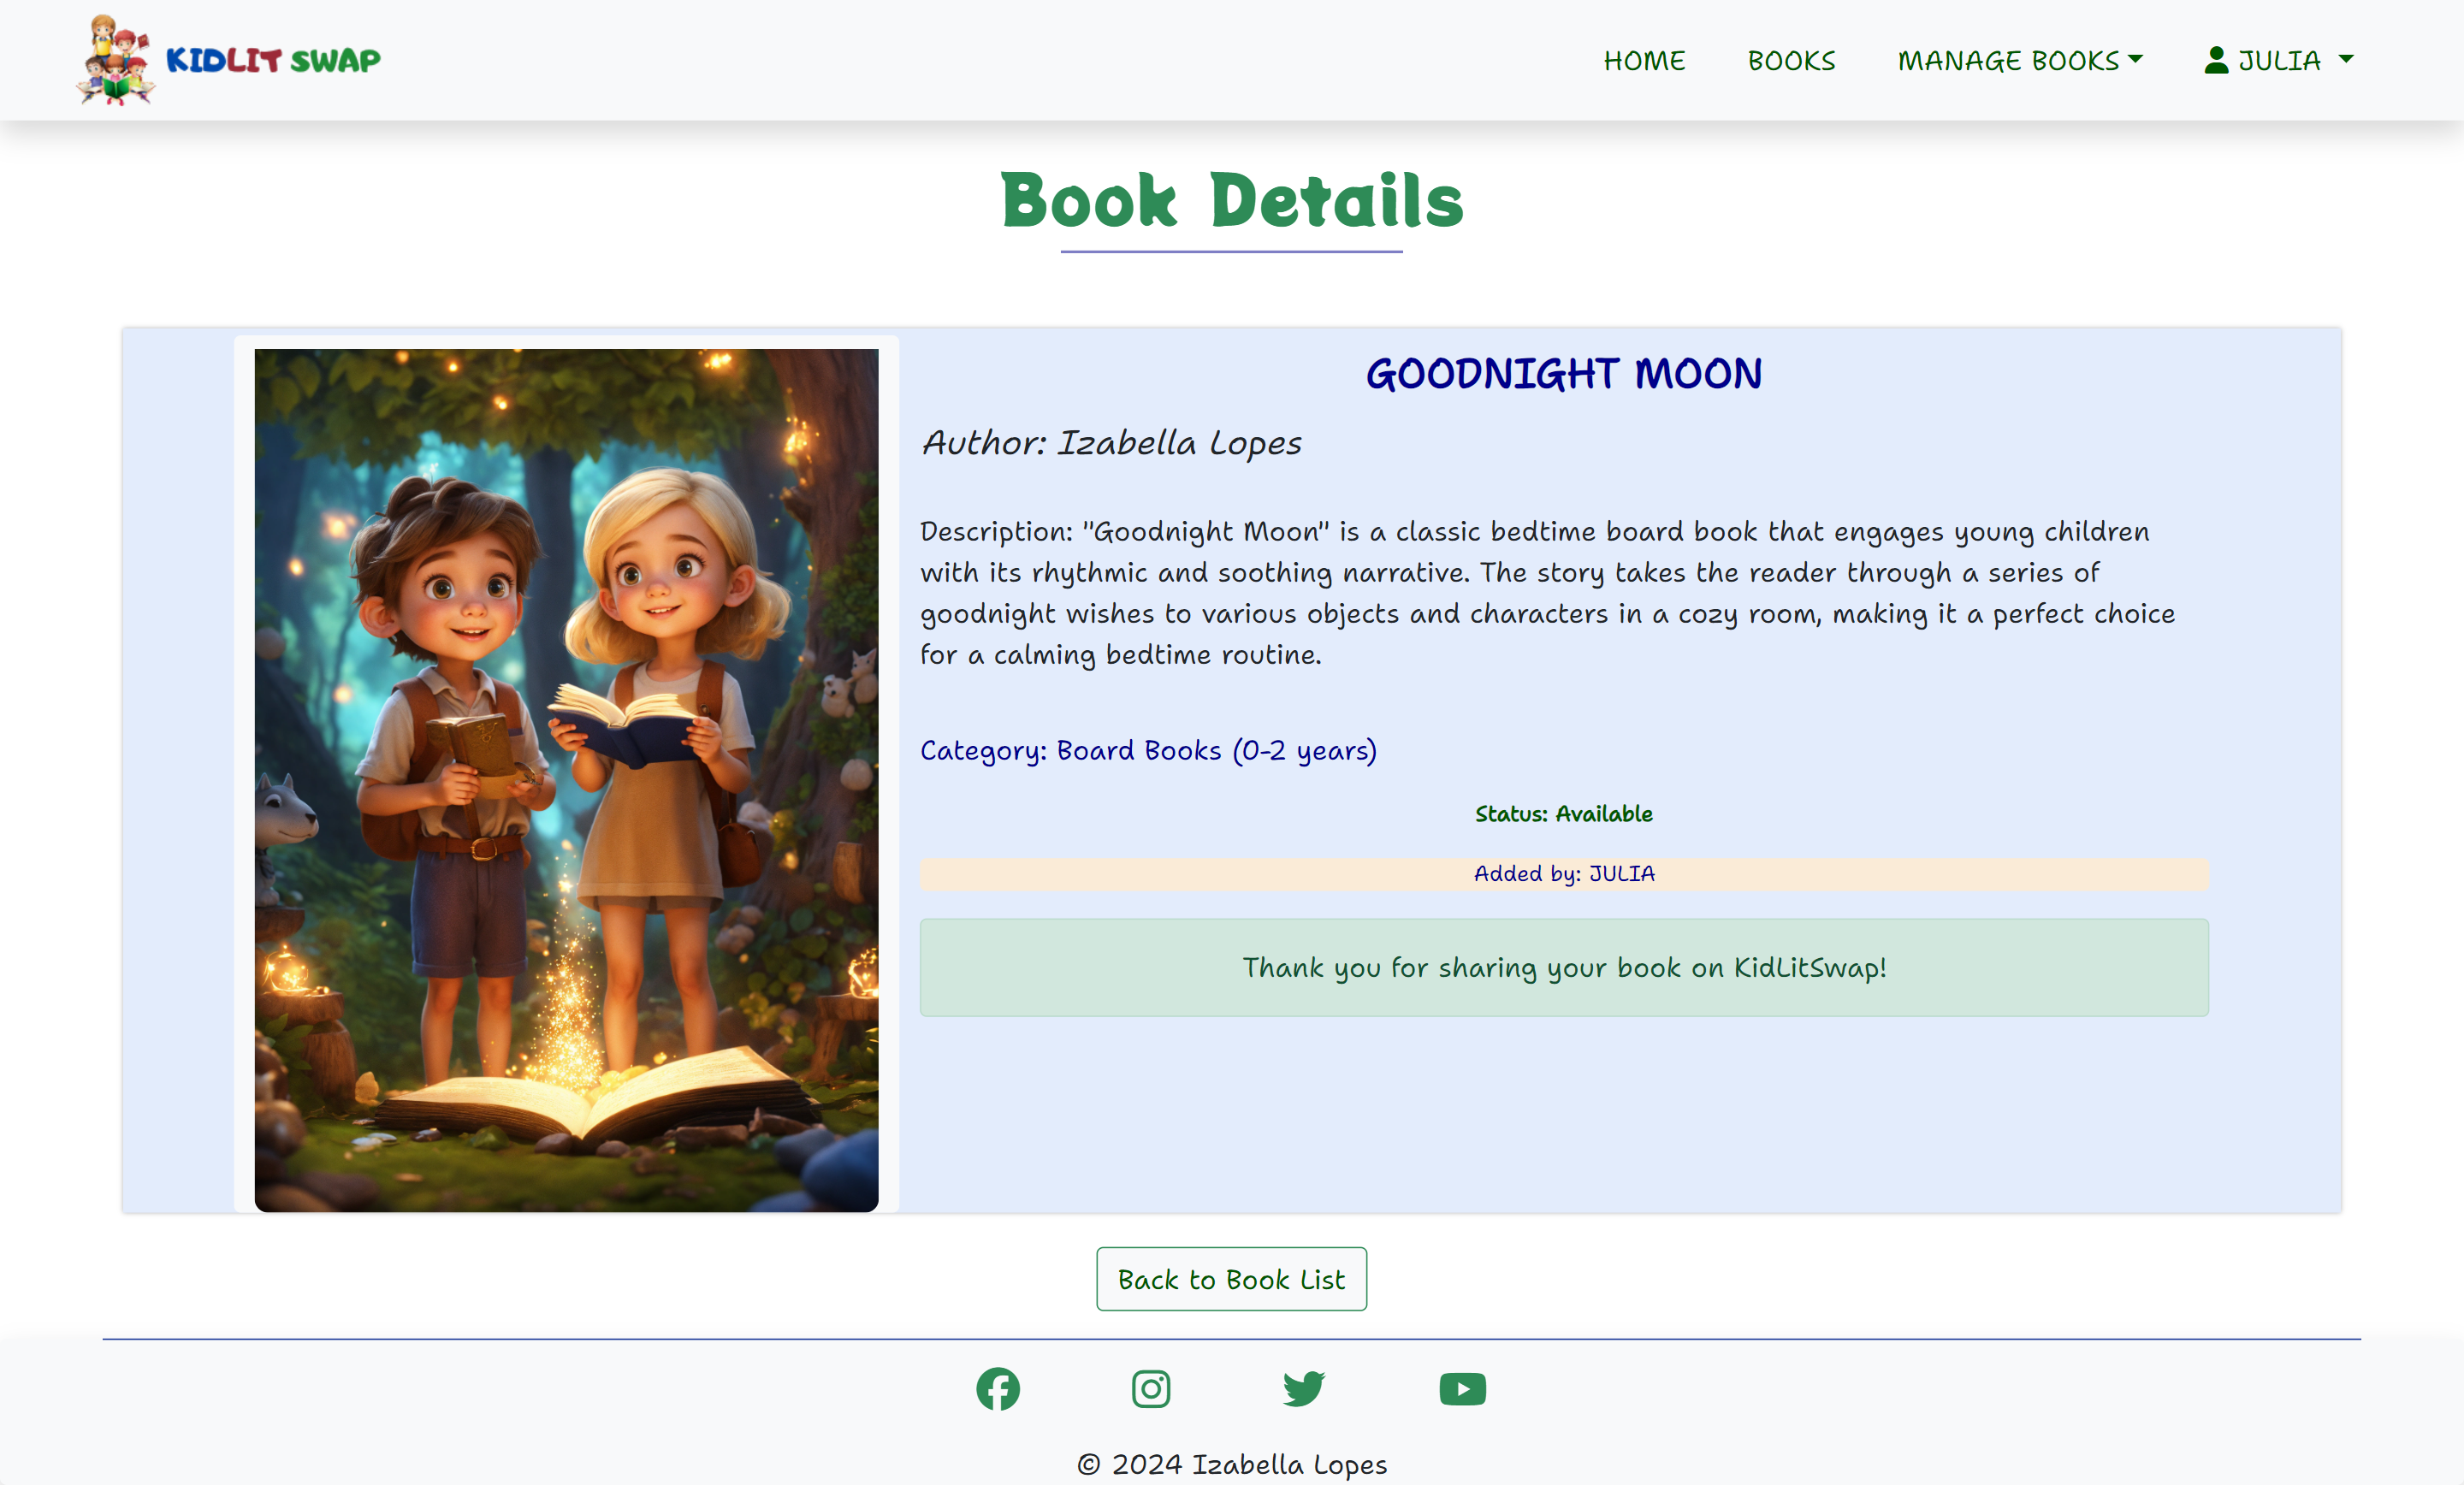 KIDLIT SWAP
HOME
BOOKS
MANAGE BOOKS
JULIA
Book Details
GOODNIGHT MOON
Author: Izabella Lopes
Description: "Goodnight Moon" is a classic bedtime board book that engages young children
with its rhythmic and soothing narrative. The story takes the reader through a series of
goodnight wishes to various objects and characters in a cozy room, making it a perfect choice
for a calming bedtime routine.
Category: Board Books (0-2 years)
Status: Available
Added by: JULIA
Thank you for sharing your book on KidLitSwap!
Back to Book List
© 2024 Izabella Lopes